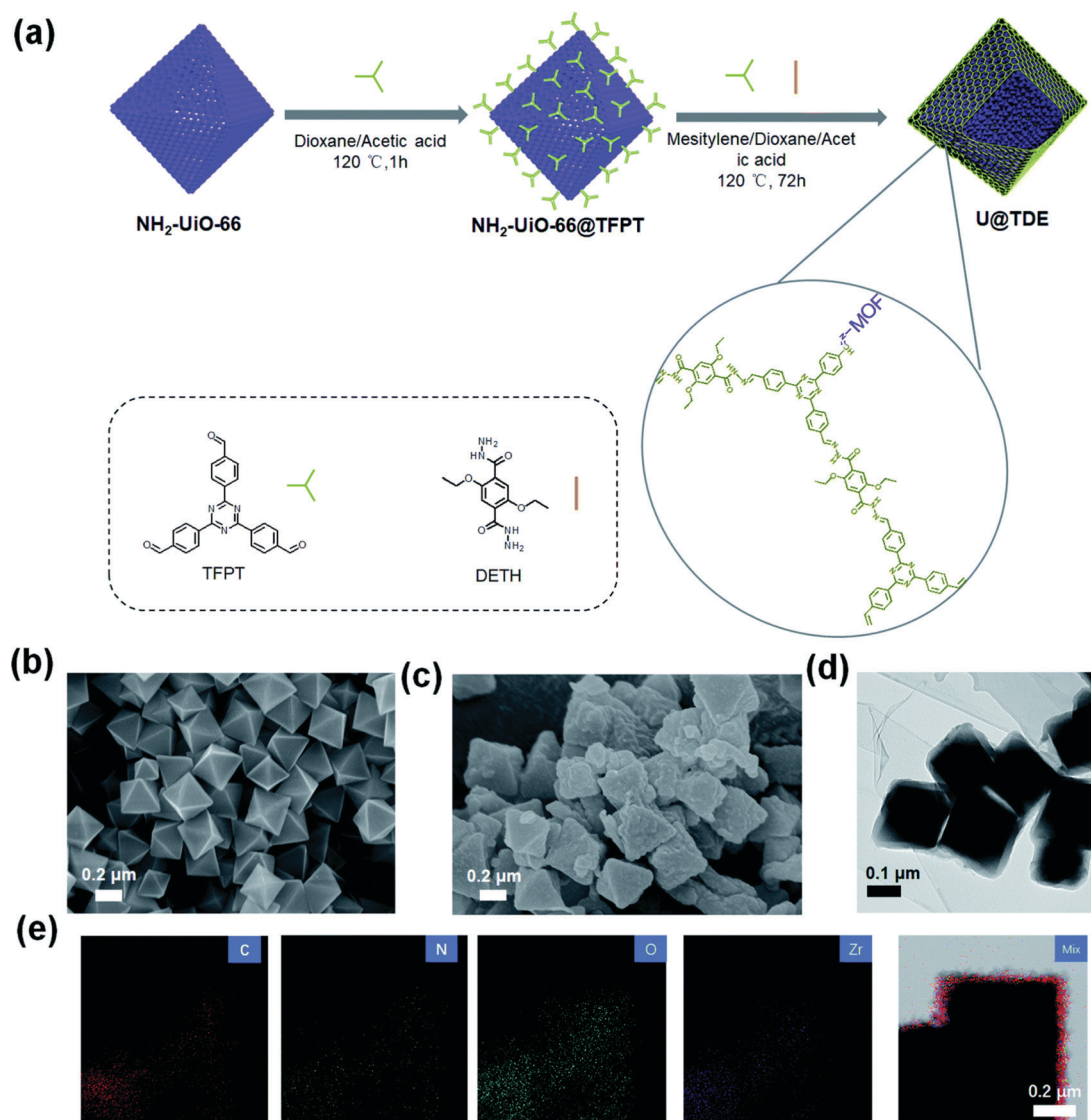 (a)
Dioxane/Acetic acid
120 ℃,1h
Mesitylene/Dioxane/Acet
ic acid
120 ℃, 72h
NH₂-UiO-66
NH₂-UiO-66@TFPT
U@TDE
N-MOF
TFPT
DETH
(b)
0.2 μm
(c)
0.2 μm
(d)
0.1 μm
(e)
C
N
O
Zr
Mix
0.2 μm